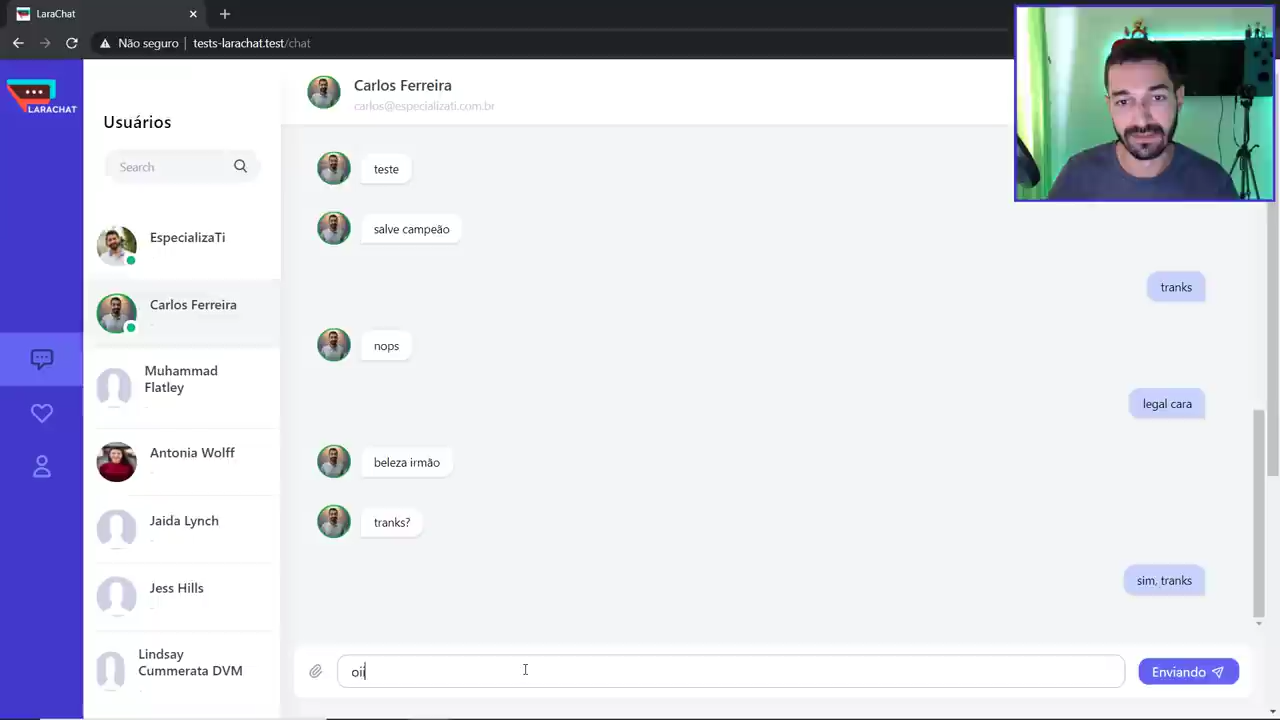 LaraChat
Não seguro
tests-larachat.test/chat
LARACHAT
Usuários
Search
EspecializaTi
Carlos Ferreira
Muhammad
Flatley
Antonia Wolff
Jaida Lynch
Jess Hills
Lindsay
Cummerata DVM
Carlos Ferreira
carlos@especializati.com.br
teste
salve campeão
tranks
nops
legal cara
beleza irmão
tranks?
sim, tranks
oii
Enviando